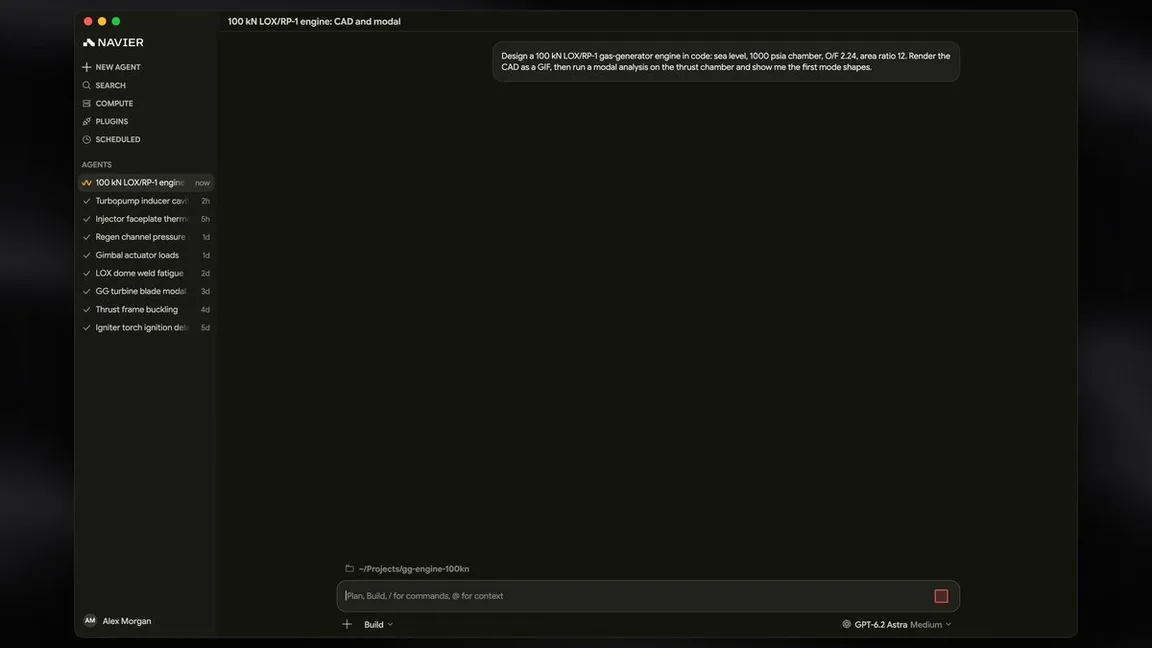 100 kN LOX/RP-1 engine: CAD and modal
NAVIER
NEW AGENT
SEARCH
COMPUTE
PLUGINS
SCHEDULED
AGENTS
100 kN LOX/RP-1 engine now
Turbopump inducer 2h
Injector faceplate 5h
Regen channel pressure 1d
Gimbal actuator loads 1d
LOX dome weld fatigue 2d
GG turbine blade modal 3d
Thrust frame buckling 4d
Igniter torch ignition 5d
Design a 100 kN LOX/RP-1 gas-generator engine in code: sea level, 1000 psia chamber, O/F 2.24, area ratio 12. Render the
CAD as a GIF, then run a modal analysis on the thrust chamber and show me the first mode shapes.
~/Projects/gg-engine-100kn
Plan, Build, / for commands, @ for context
Build
GPT-6.2 Astra Medium
AM Alex Morgan